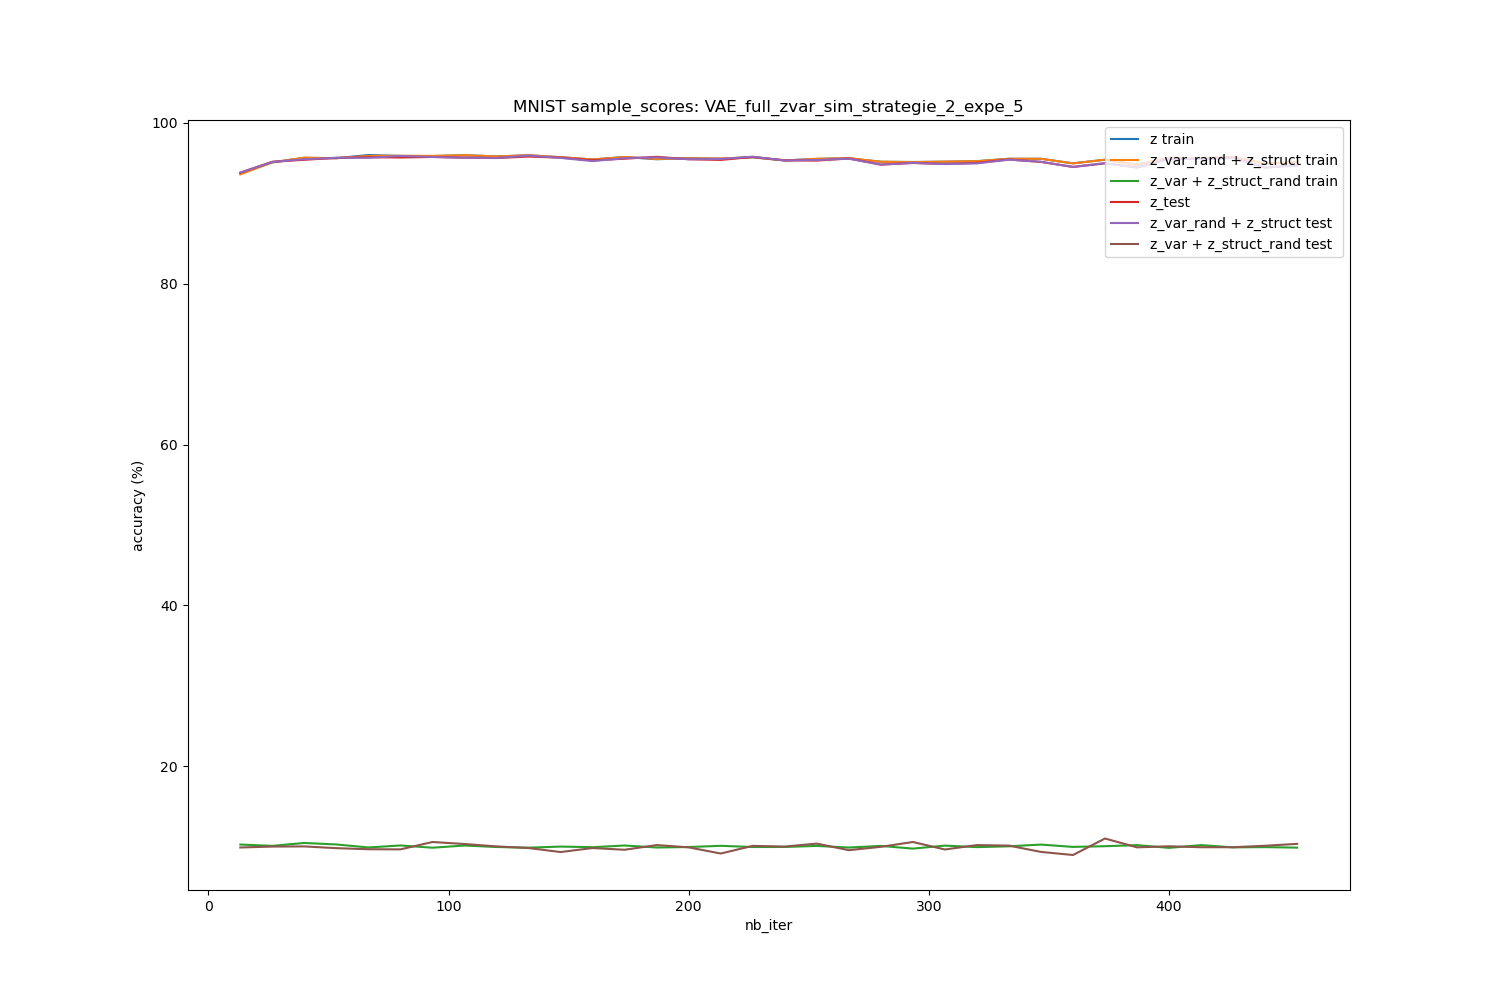 MNIST sample_scores: VAE_full_zvar_sim_strategie_2_expe_5
100
80
60
40
20
accuracy (%)
z train
z_var_rand + z_struct train
z_var + z_struct_rand train
z_test
z_var_rand + z_struct test
z_var + z_struct_rand test
0
100
200
300
400
nb_iter